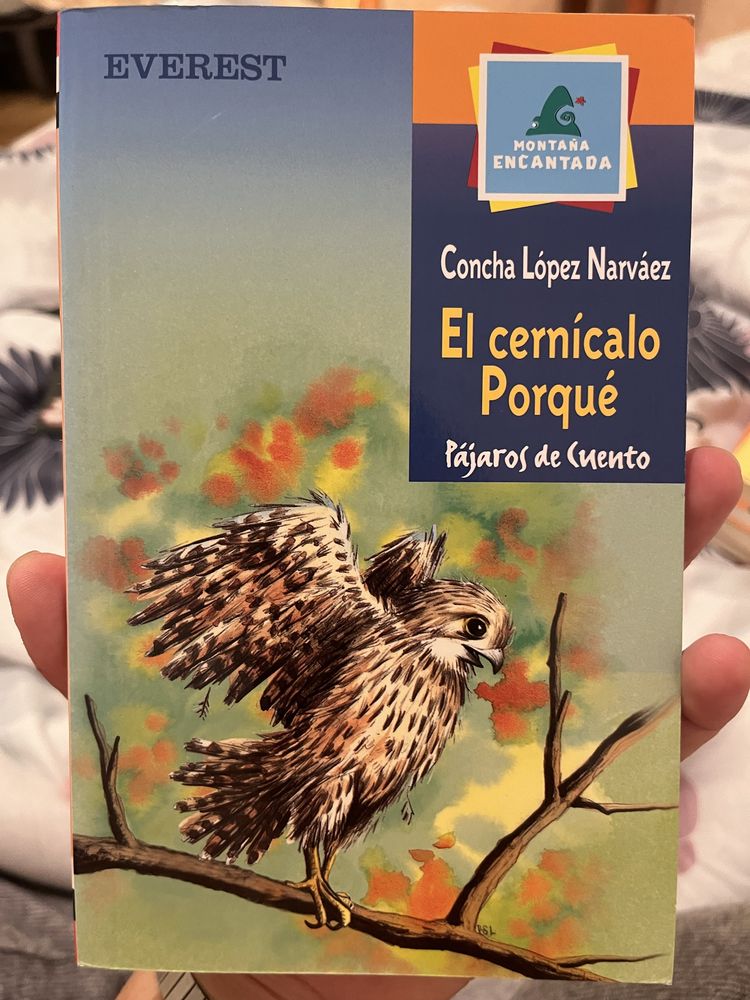 EVEREST
MONTAÑA
ENCANTADA
Concha López Narváez
El cernícalo
Porqué
Pájaros de Cuento